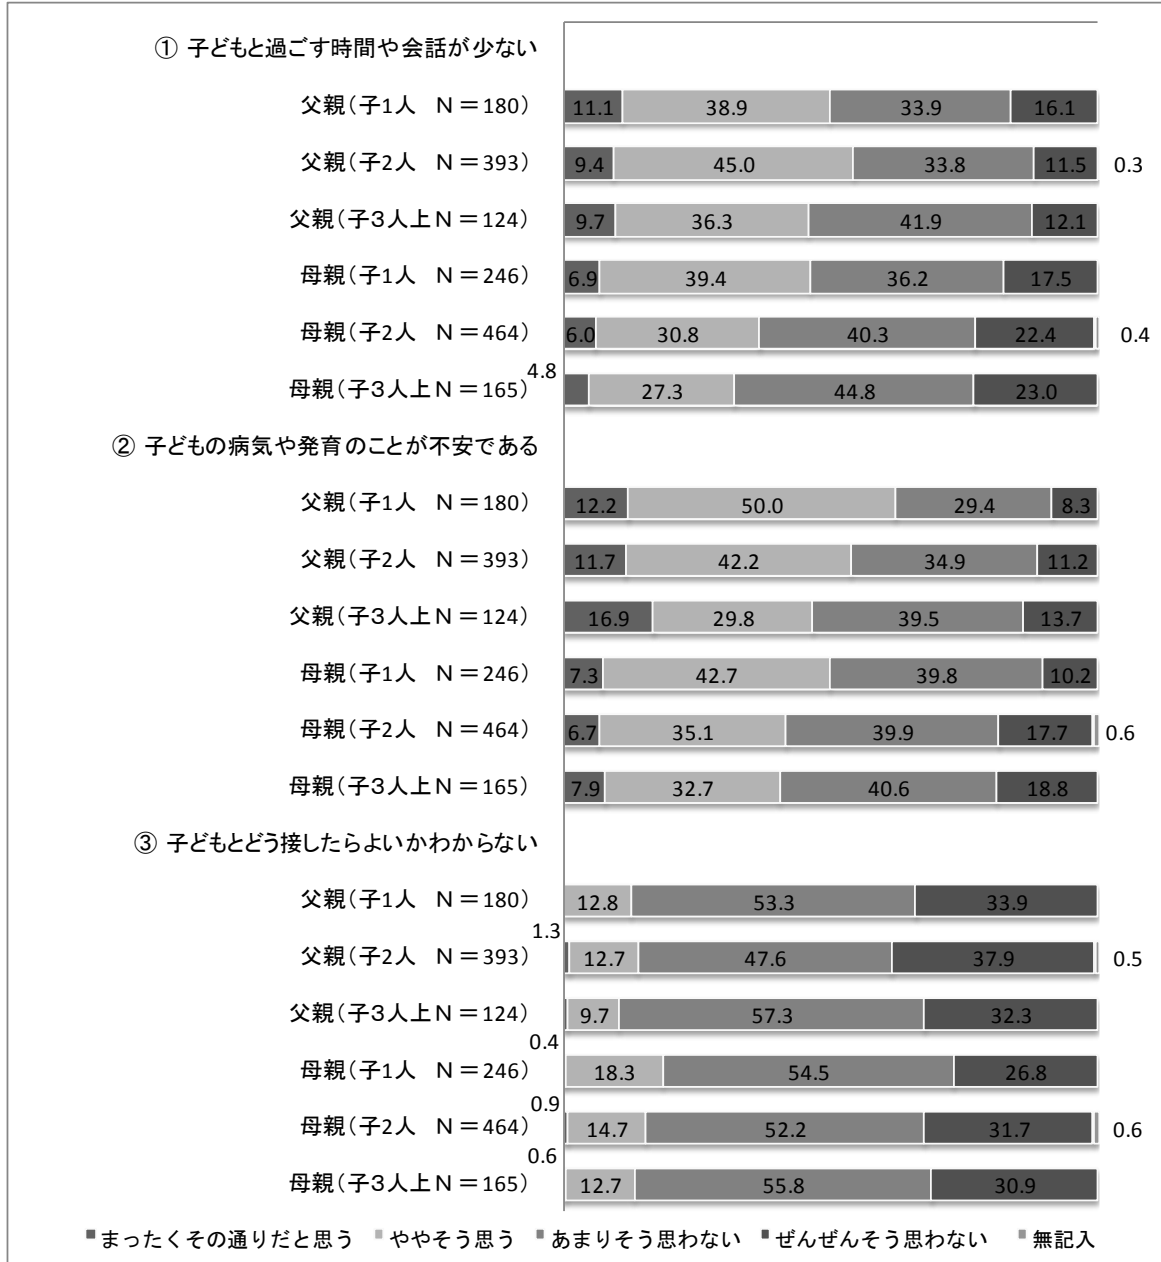 ① 子どもと過ごす時間や会話が少ない
父親(子1人 N=180) 11.1 38.9 33.9 16.1
父親(子2人 N=393) 9.4 45.0 33.8 11.5 0.3
父親(子3人上N=124) 9.7 36.3 41.9 12.1
母親(子1人 N=246) 6.9 39.4 36.2 17.5
母親(子2人 N=464) 6.0 30.8 40.3 22.4 0.4
母親(子3人上N=165) 4.8 27.3 44.8 23.0
② 子どもの病気や発育のことが不安である
父親(子1人 N=180) 12.2 50.0 29.4 8.3
父親(子2人 N=393) 11.7 42.2 34.9 11.2
父親(子3人上N=124) 16.9 29.8 39.5 13.7
母親(子1人 N=246) 7.3 42.7 39.8 10.2
母親(子2人 N=464) 6.7 35.1 39.9 17.7 0.6
母親(子3人上N=165) 7.9 32.7 40.6 18.8
③ 子どもとどう接したらよいかわからない
父親(子1人 N=180) 12.8 53.3 33.9
父親(子2人 N=393) 1.3 12.7 47.6 37.9 0.5
父親(子3人上N=124) 9.7 57.3 32.3
母親(子1人 N=246) 0.4 18.3 54.5 26.8
母親(子2人 N=464) 0.9 14.7 52.2 31.7 0.6
母親(子3人上N=165) 0.6 12.7 55.8 30.9
まったくその通りだと思う ややそう思う あまりそう思わない ぜんぜんそう思わない 無記入